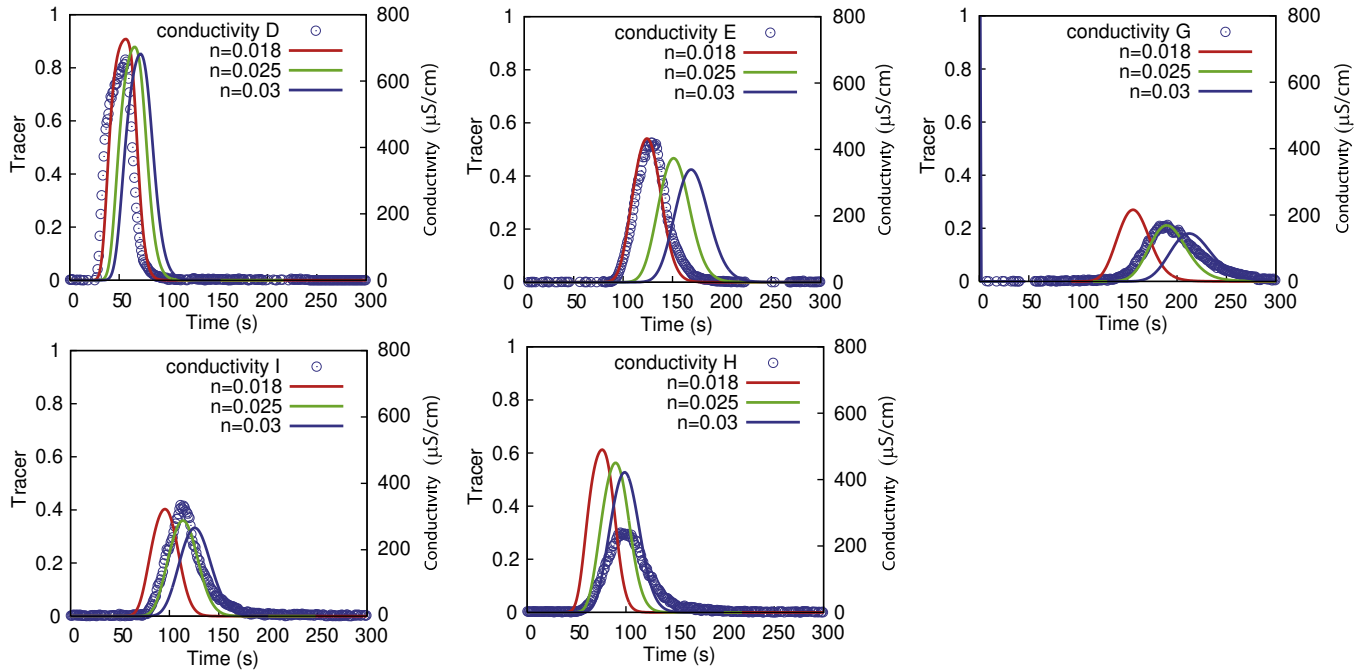 conductivity D
n=0.018
n=0.025
n=0.03
1
0.8
0.6
0.4
0.2
0
Tracer
0 50 100 150 200 250 300
Time (s)
800
600
400
200
0
Conductivity (µS/cm)
conductivity E
n=0.018
n=0.025
n=0.03
1
0.8
0.6
0.4
0.2
0
Tracer
0 50 100 150 200 250 300
Time (s)
800
600
400
200
0
Conductivity (µS/cm)
conductivity G
n=0.018
n=0.025
n=0.03
1
0.8
0.6
0.4
0.2
0
Tracer
0 50 100 150 200 250 300
Time (s)
800
600
400
200
0
Conductivity (µS/cm)
conductivity I
n=0.018
n=0.025
n=0.03
1
0.8
0.6
0.4
0.2
0
Tracer
0 50 100 150 200 250 300
Time (s)
800
600
400
200
0
Conductivity (µS/cm)
conductivity H
n=0.018
n=0.025
n=0.03
1
0.8
0.6
0.4
0.2
0
Tracer
0 50 100 150 200 250 300
Time (s)
800
600
400
200
0
Conductivity (µS/cm)